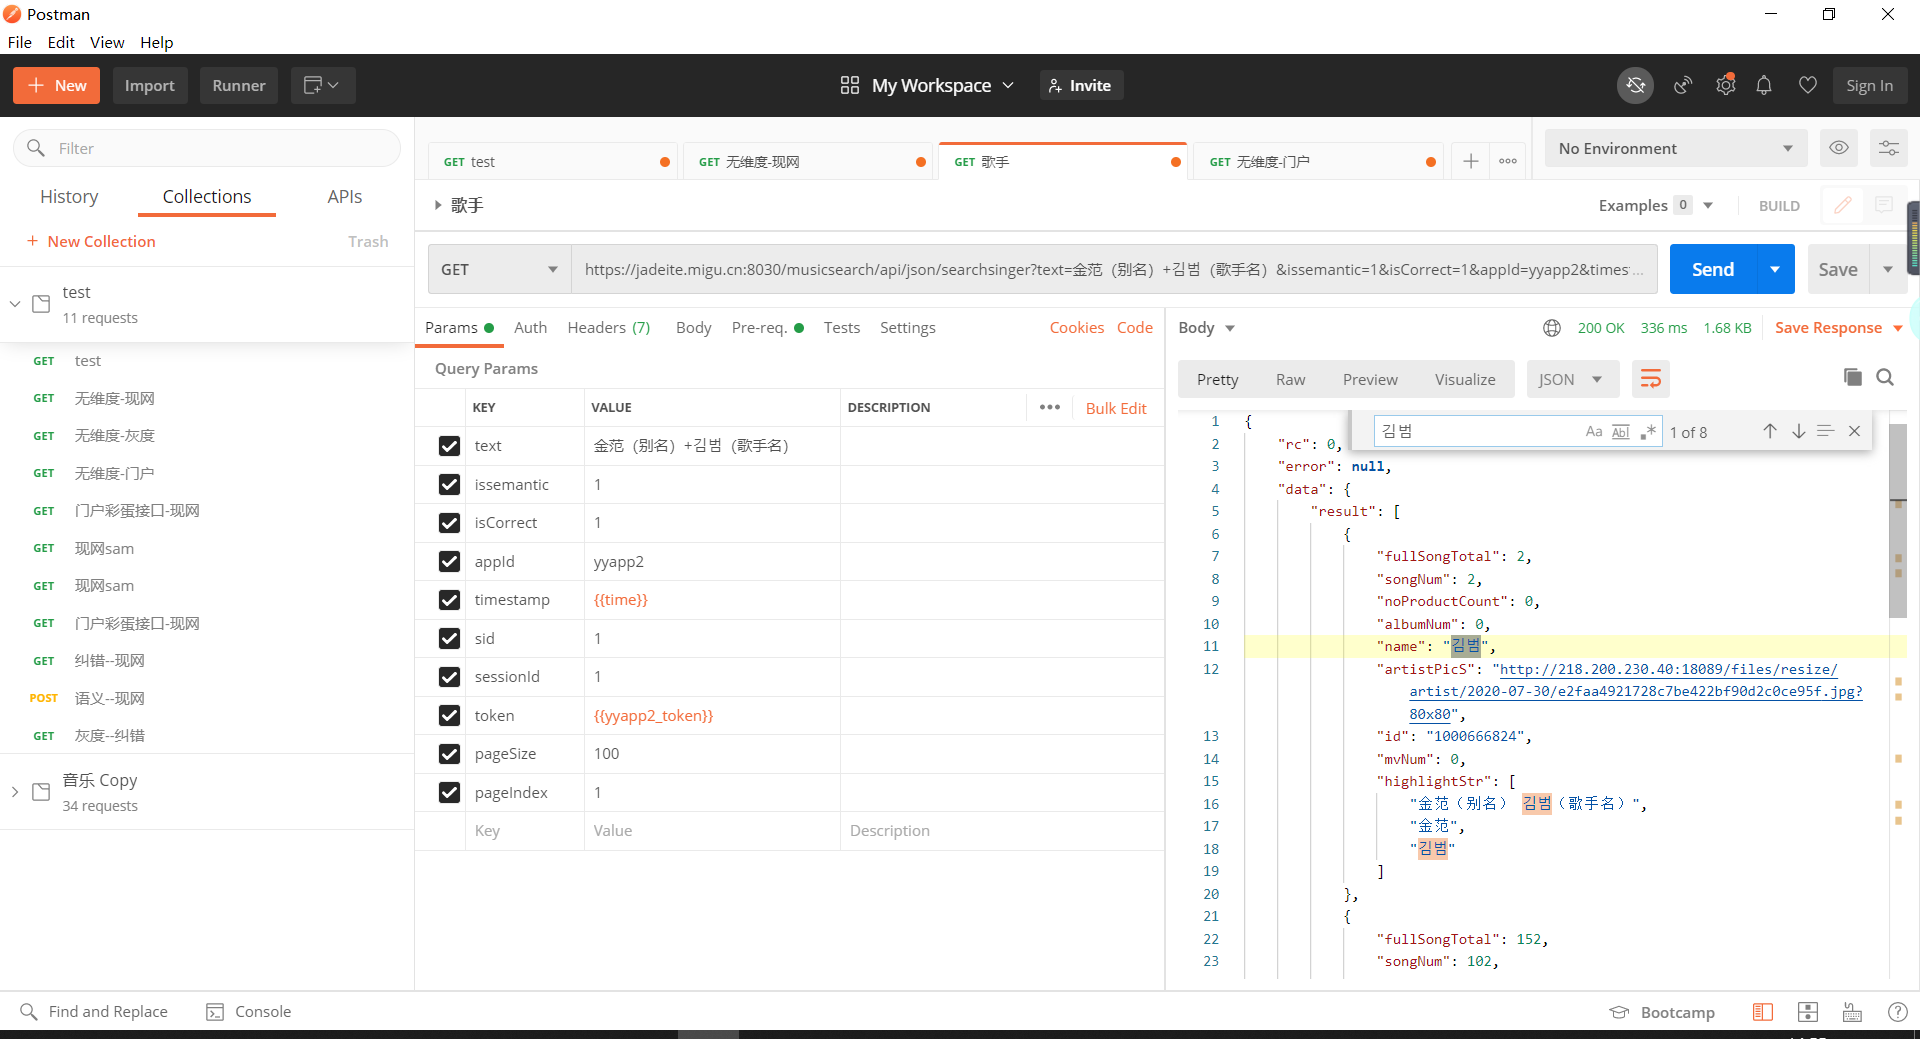 Postman
File Edit View Help
New Import Runner My Workspace Invite Sign In
Filter
History Collections APIs
+ New Collection Trash
test
11 requests
GET test
GET 无维度-现网
GET 无维度-灰度
GET 无维度-门户
GET 门户彩蛋接口-现网
GET 现网sam
GET 现网sam
GET 门户彩蛋接口-现网
GET 纠错--现网
POST 语义--现网
GET 灰度--纠错
音乐 Copy
34 requests
GET test GET 无维度-现网 GET 歌手 GET 无维度-门户
No Environment
歌手
Examples 0 BUILD
GET https://jadeite.migu.cn:8030/musicsearch/api/json/searchsinger?text=金范（别名）+김범（歌手名）&issemantic=1&isCorrect=1&appId=yyapp2&times... Send Save
Params Auth Headers (7) Body Pre-req. Tests Settings Cookies Code
Query Params
KEY VALUE DESCRIPTION ••• Bulk Edit
text 金范（别名）+김범（歌手名）
issemantic 1
isCorrect 1
appId yyapp2
timestamp {{time}}
sid 1
sessionId 1
token {{yyapp2_token}}
pageSize 100
pageIndex 1
Key Value Description
Body 200 OK 336 ms 1.68 KB Save Response
Pretty Raw Preview Visualize JSON
김범 Aa Abl .* 1 of 8
1 {
2 "rc": 0,
3 "error": null,
4 "data": {
5 "result": [
6 {
7 "fullSongTotal": 2,
8 "songNum": 2,
9 "noProductCount": 0,
10 "albumNum": 0,
11 "name": "김범",
12 "artistPicS": "http://218.200.230.40:18089/files/resize/
artist/2020-07-30/e2faa4921728c7be422bf90d2c0ce95f.jpg?
80x80",
13 "id": "1000666824",
14 "mvNum": 0,
15 "highlightStr": [
16 "金范（别名） 김범（歌手名）",
17 "金范",
18 "김범"
19 ]
20 },
21 {
22 "fullSongTotal": 152,
23 "songNum": 102,
Find and Replace Console Bootcamp